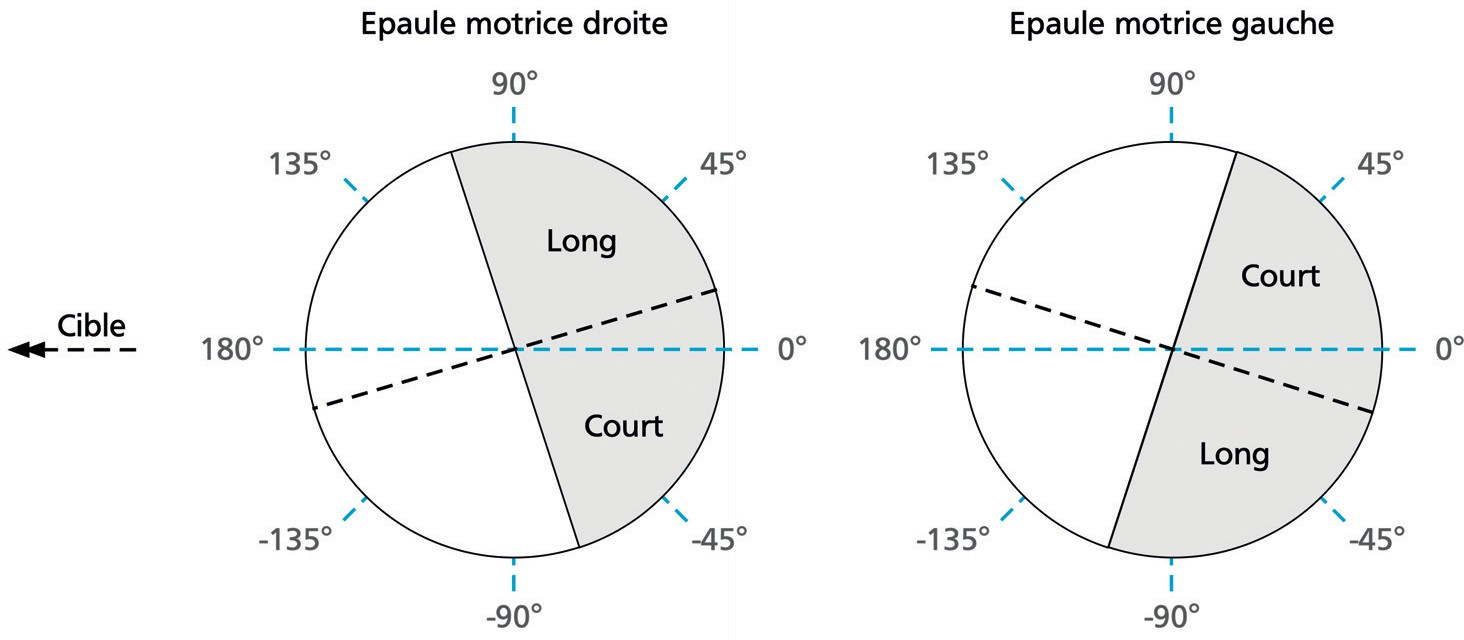 Epaule motrice droite
Epaule motrice gauche
90°
90°
135°
45°
135°
45°
Long
Court
Cible
180°
0°
180°
0°
Court
Long
-135°
-45°
-135°
-45°
-90°
-90°